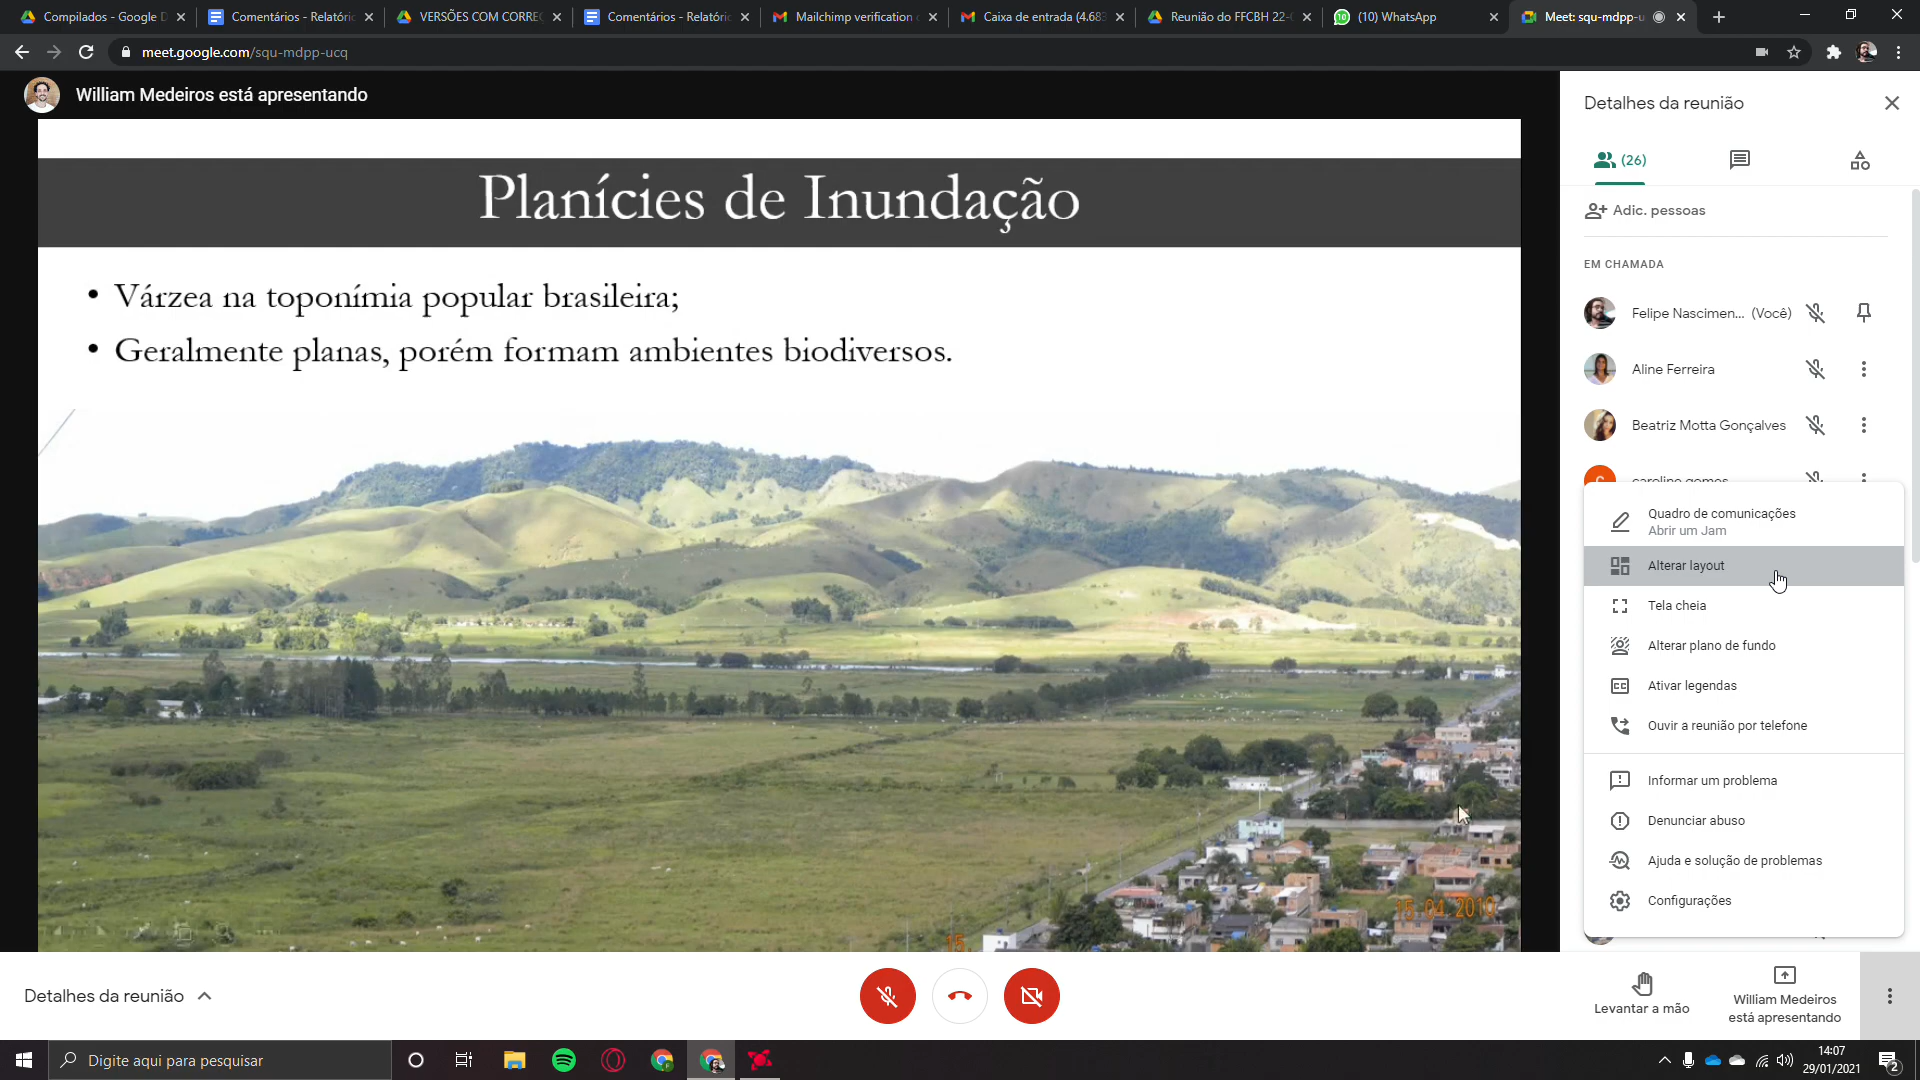 Compilados - Google D
Comentários - Relatóri
VERSÕES COM CORRE
Comentários - Relatóri
Mailchimp verification
Caixa de entrada (4.68
Reunião do FFCBH 22-
(10) WhatsApp
Meet: squ-mdpp-u
meet.google.com/squ-mdpp-ucq
William Medeiros está apresentando
Planícies de Inundação
• Várzea na toponímia popular brasileira;
• Geralmente planas, porém formam ambientes biodiversos.
15 04 2010
15
Detalhes da reunião
(26)
Adic. pessoas
EM CHAMADA
Felipe Nascimen... (Você)
Aline Ferreira
Beatriz Motta Gonçalves
caroline gomes
Quadro de comunicações
Abrir um Jam
Alterar layout
Tela cheia
Alterar plano de fundo
Ativar legendas
Ouvir a reunião por telefone
Informar um problema
Denunciar abuso
Ajuda e solução de problemas
Configurações
Detalhes da reunião
Levantar a mão
William Medeiros
está apresentando
Digite aqui para pesquisar
14:07
29/01/2021
2